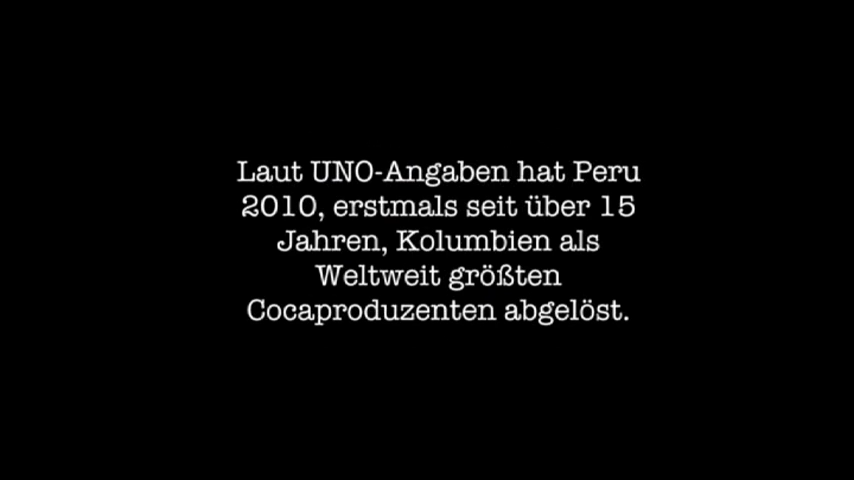 Laut UNO-Angaben hat Peru
2010, erstmals seit über 15
Jahren, Kolumbien als
Weltweit größten
Cocaproduzenten abgelöst.